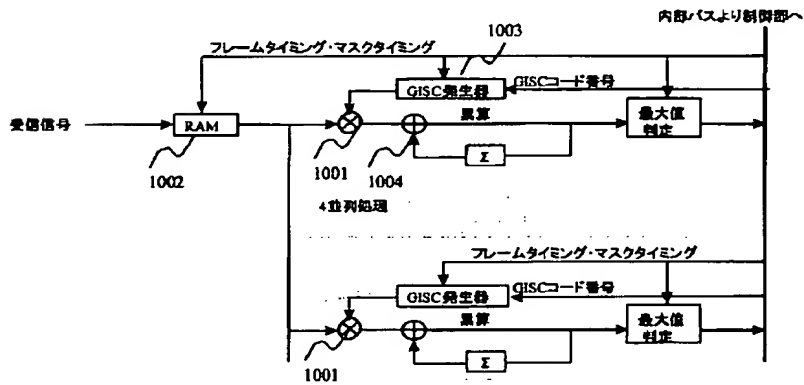 内部バスより制御部へ
1003
フレームタイミング・マスクタイミング
GISC発生器
GISCコード番号
受信信号
RAM
累算
最大値
判定
1002
1001
1004
Σ
4並列処理
フレームタイミング・マスクタイミング
GISC発生器
GISCコード番号
累算
最大値
判定
1001
Σ